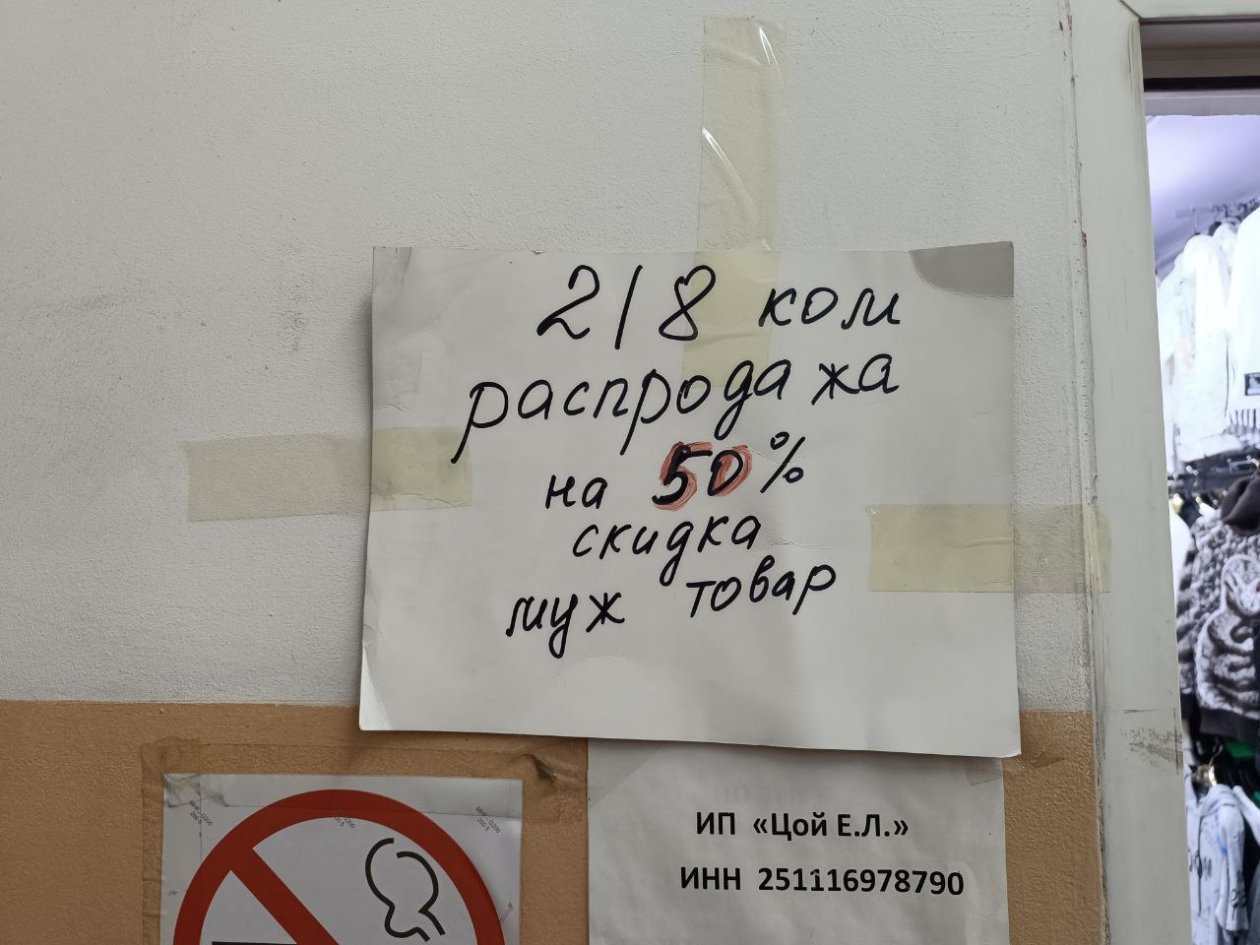 218 ком
распродажа
на 50%
скидка
муж товар
ИП «Цой Е.Л.»
ИНН 251116978790